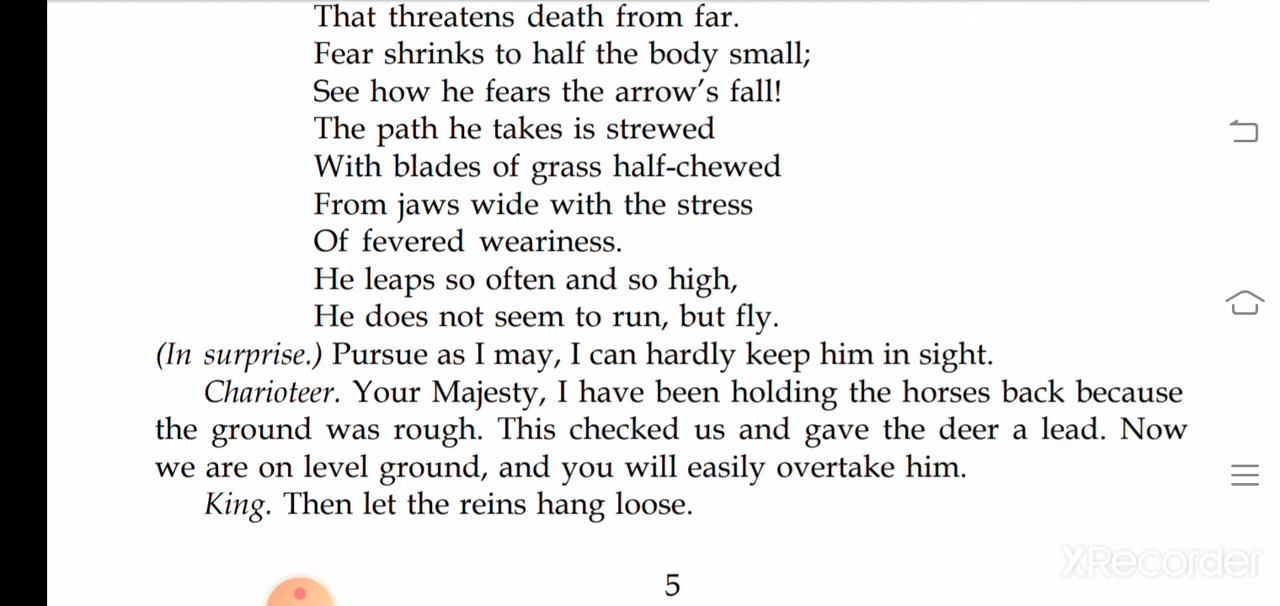 That threatens death from far.
Fear shrinks to half the body small;
See how he fears the arrow's fall!
The path he takes is strewed
With blades of grass half-chewed
From jaws wide with the stress
Of fevered weariness.
He leaps so often and so high,
He does not seem to run, but fly.
(In surprise.) Pursue as I may, I can hardly keep him in sight.
Charioteer. Your Majesty, I have been holding the horses back because
the ground was rough. This checked us and gave the deer a lead. Now
we are on level ground, and you will easily overtake him.
King. Then let the reins hang loose.
XRecorder
5